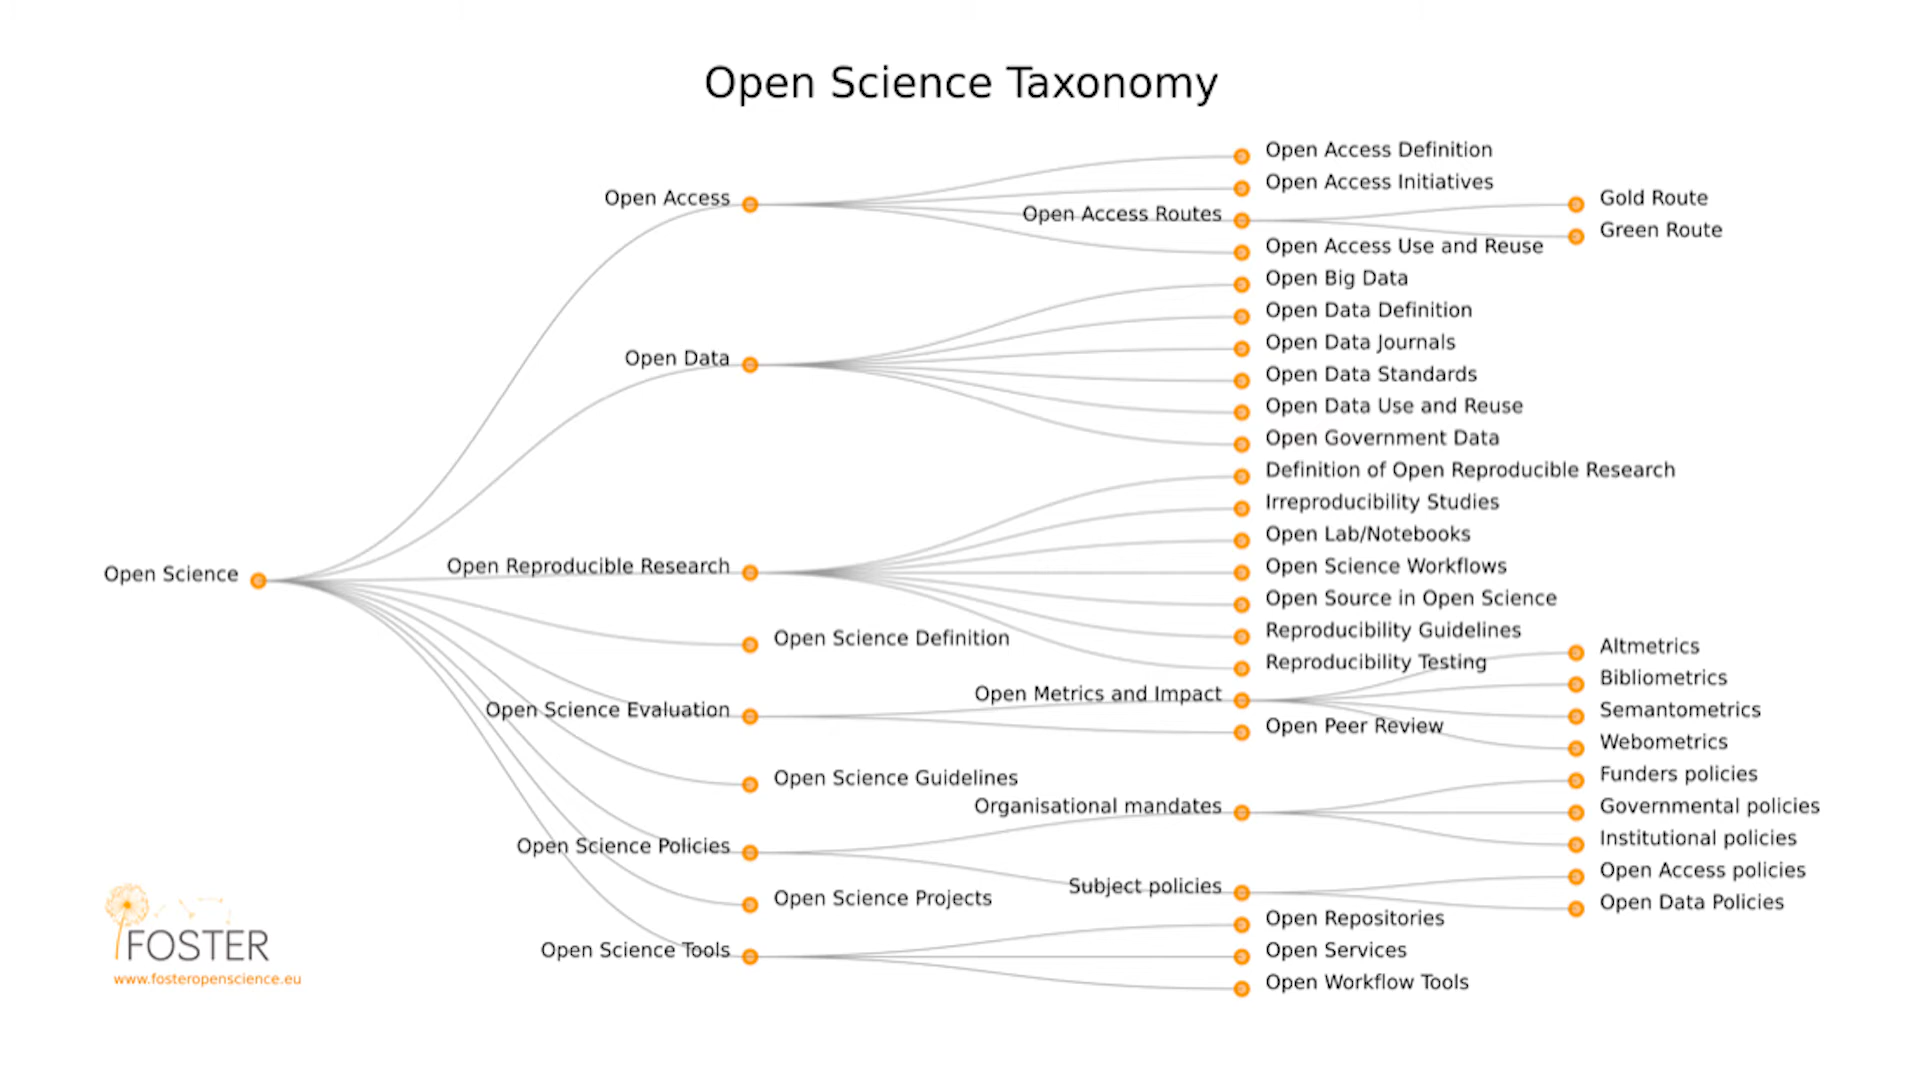 Open Science Taxonomy
Open Science
Open Access
Open Access Definition
Open Access Initiatives
Open Access Routes
Gold Route
Green Route
Open Access Use and Reuse
Open Data
Open Big Data
Open Data Definition
Open Data Journals
Open Data Standards
Open Data Use and Reuse
Open Government Data
Open Reproducible Research
Definition of Open Reproducible Research
Irreproducibility Studies
Open Lab/Notebooks
Open Science Workflows
Open Source in Open Science
Reproducibility Guidelines
Reproducibility Testing
Open Science Definition
Open Science Evaluation
Open Metrics and Impact
Altmetrics
Bibliometrics
Semantometrics
Webometrics
Open Peer Review
Open Science Guidelines
Open Science Policies
Organisational mandates
Funders policies
Governmental policies
Institutional policies
Subject policies
Open Access policies
Open Data Policies
Open Science Projects
Open Science Tools
Open Repositories
Open Services
Open Workflow Tools
FOSTER
www.fosteropenscience.eu